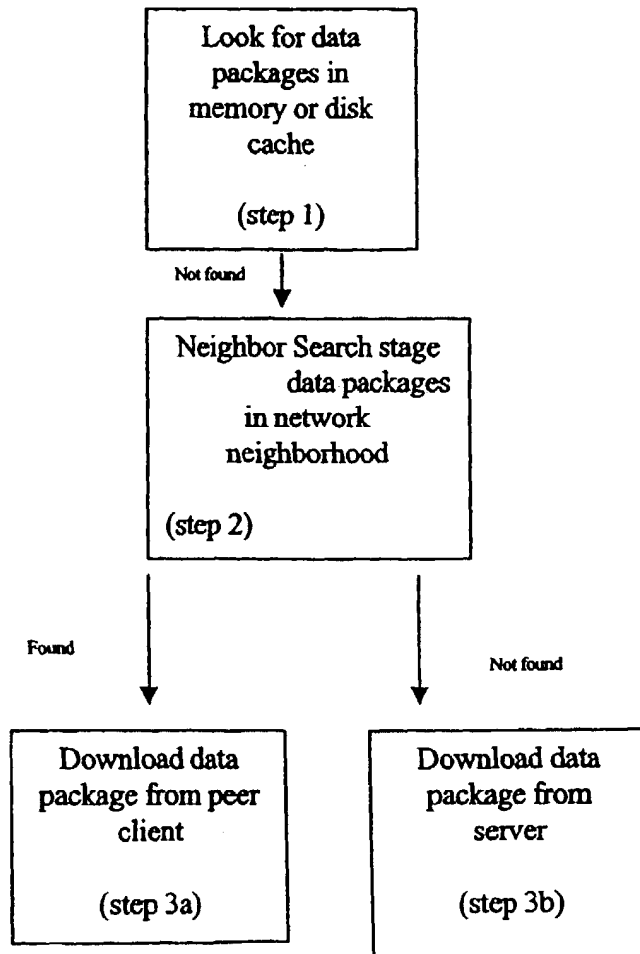 Look for data
packages in
memory or disk
cache
(step 1)
Not found
Neighbor Search stage
data packages
in network
neighborhood
(step 2)
Found
Not found
Download data
package from peer
client
(step 3a)
Download data
package from
server
(step 3b)